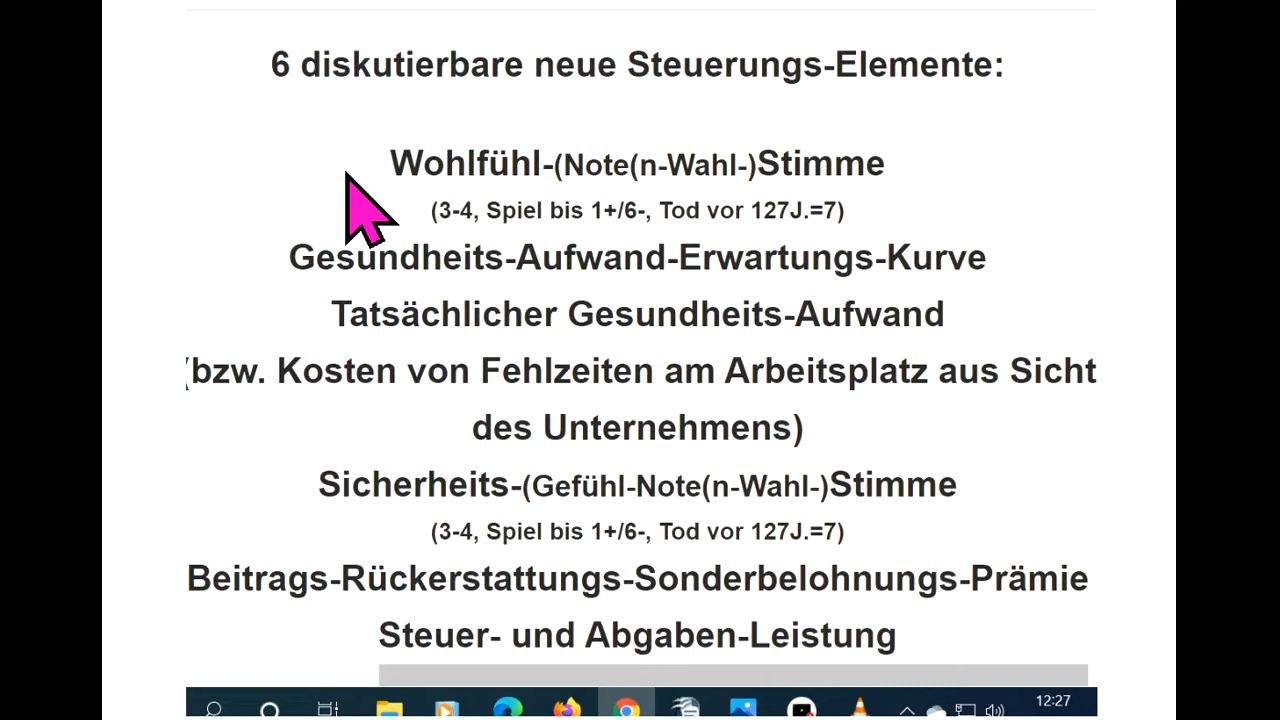 6 diskutierbare neue Steuerungs-Elemente:
Wohlfühl-(Note(n-Wahl-)Stimme
(3-4, Spiel bis 1+/6-, Tod vor 127J.=7)
Gesundheits-Aufwand-Erwartungs-Kurve
Tatsächlicher Gesundheits-Aufwand
(bzw. Kosten von Fehlzeiten am Arbeitsplatz aus Sicht
des Unternehmens)
Sicherheits-(Gefühl-Note(n-Wahl-)Stimme
(3-4, Spiel bis 1+/6-, Tod vor 127J.=7)
Beitrags-Rückerstattungs-Sonderbelohnungs-Prämie
Steuer- und Abgaben-Leistung
12:27